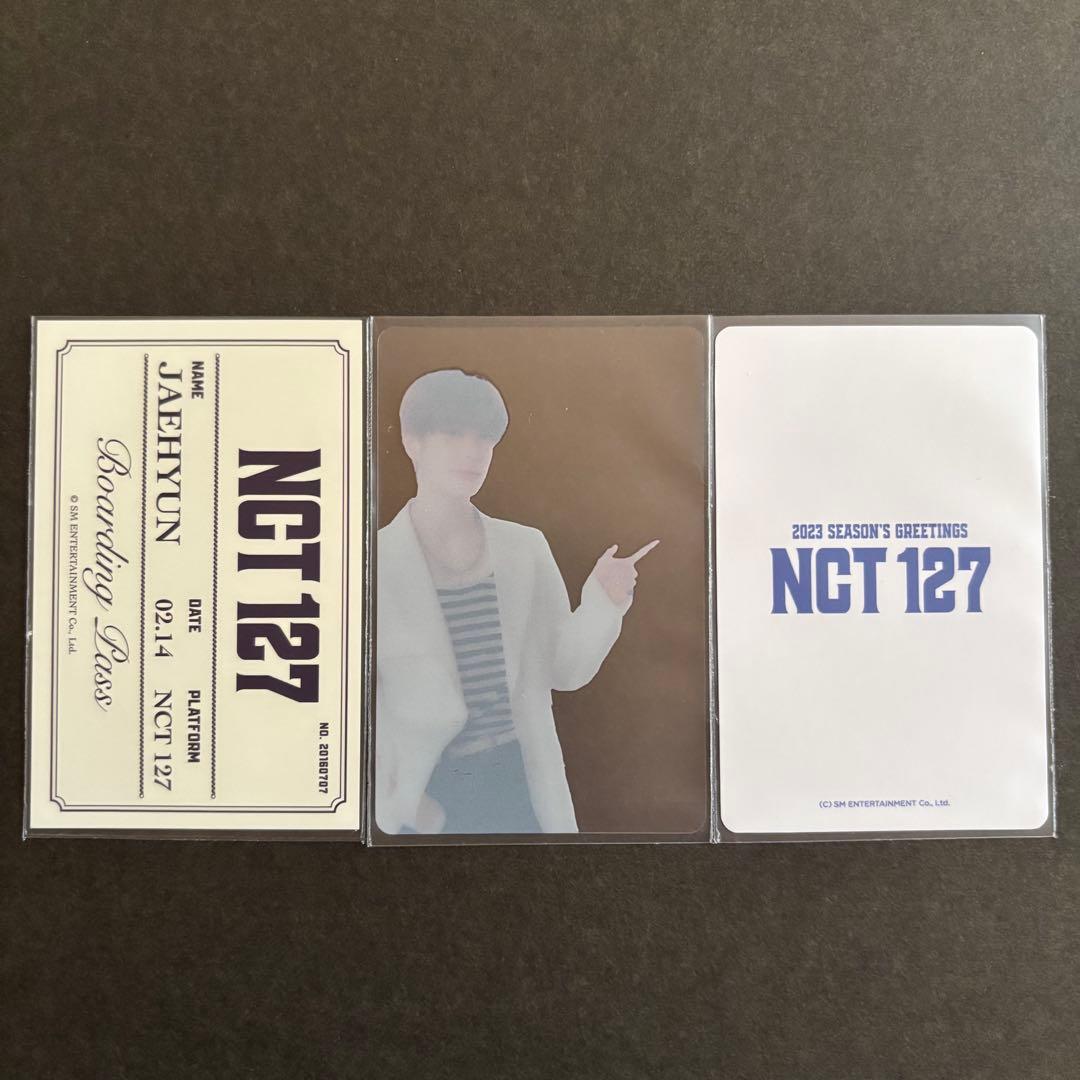 NCT 127
NO. 20160707
NAME
DATE
PLATFORM
JAEHYUN
02.14
NCT 127
Boarding Pass
© SM ENTERTAINMENT Co., Ltd.
2023 SEASON'S GREETINGS
NCT 127
(C) SM ENTERTAINMENT Co., Ltd.